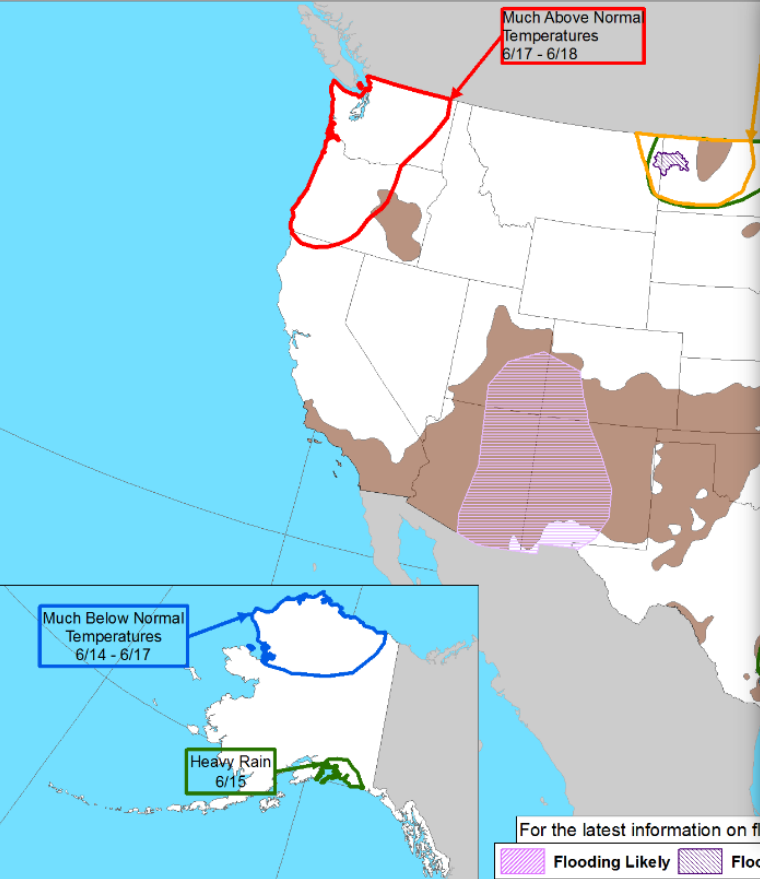 Much Above Normal
Temperatures
6/17 - 6/18
Much Below Normal
Temperatures
6/14 - 6/17
Heavy Rain
6/15
For the latest information on
Flooding Likely